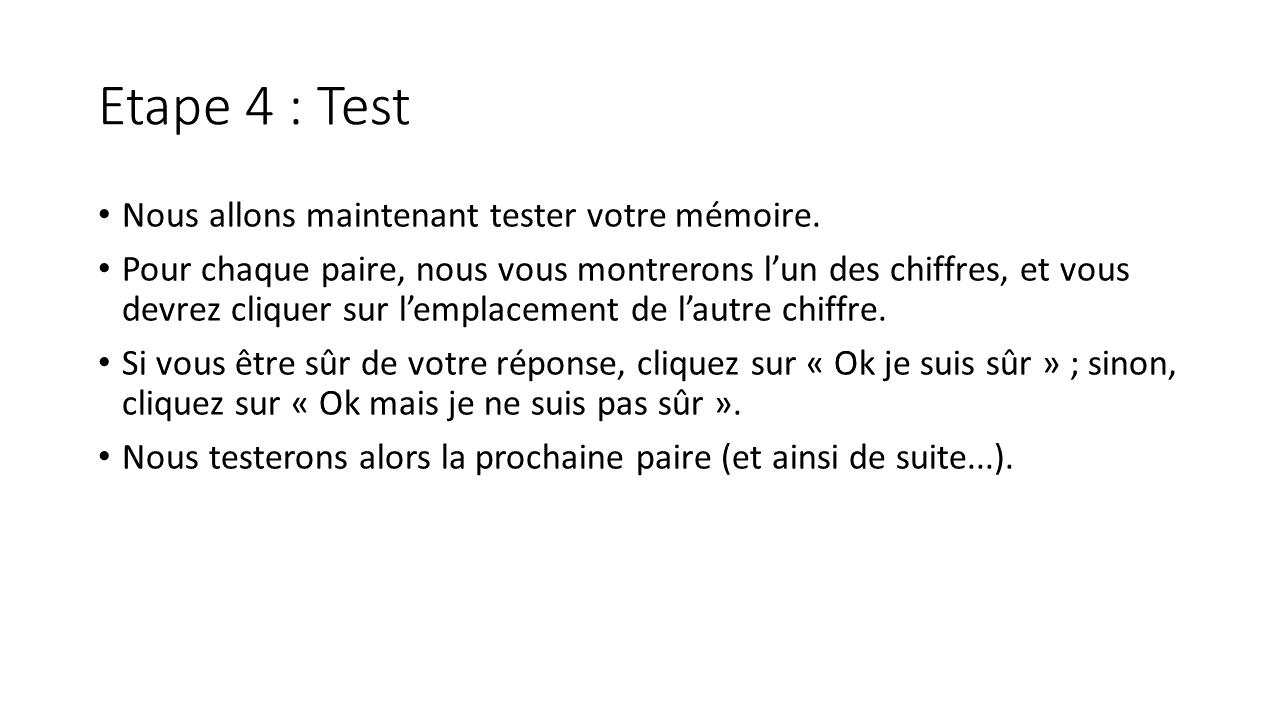 Etape 4 : Test
• Nous allons maintenant tester votre mémoire.
• Pour chaque paire, nous vous montrerons l’un des chiffres, et vous
devrez cliquer sur l’emplacement de l’autre chiffre.
• Si vous être sûr de votre réponse, cliquez sur « Ok je suis sûr » ; sinon,
cliquez sur « Ok mais je ne suis pas sûr ».
• Nous testerons alors la prochaine paire (et ainsi de suite...).